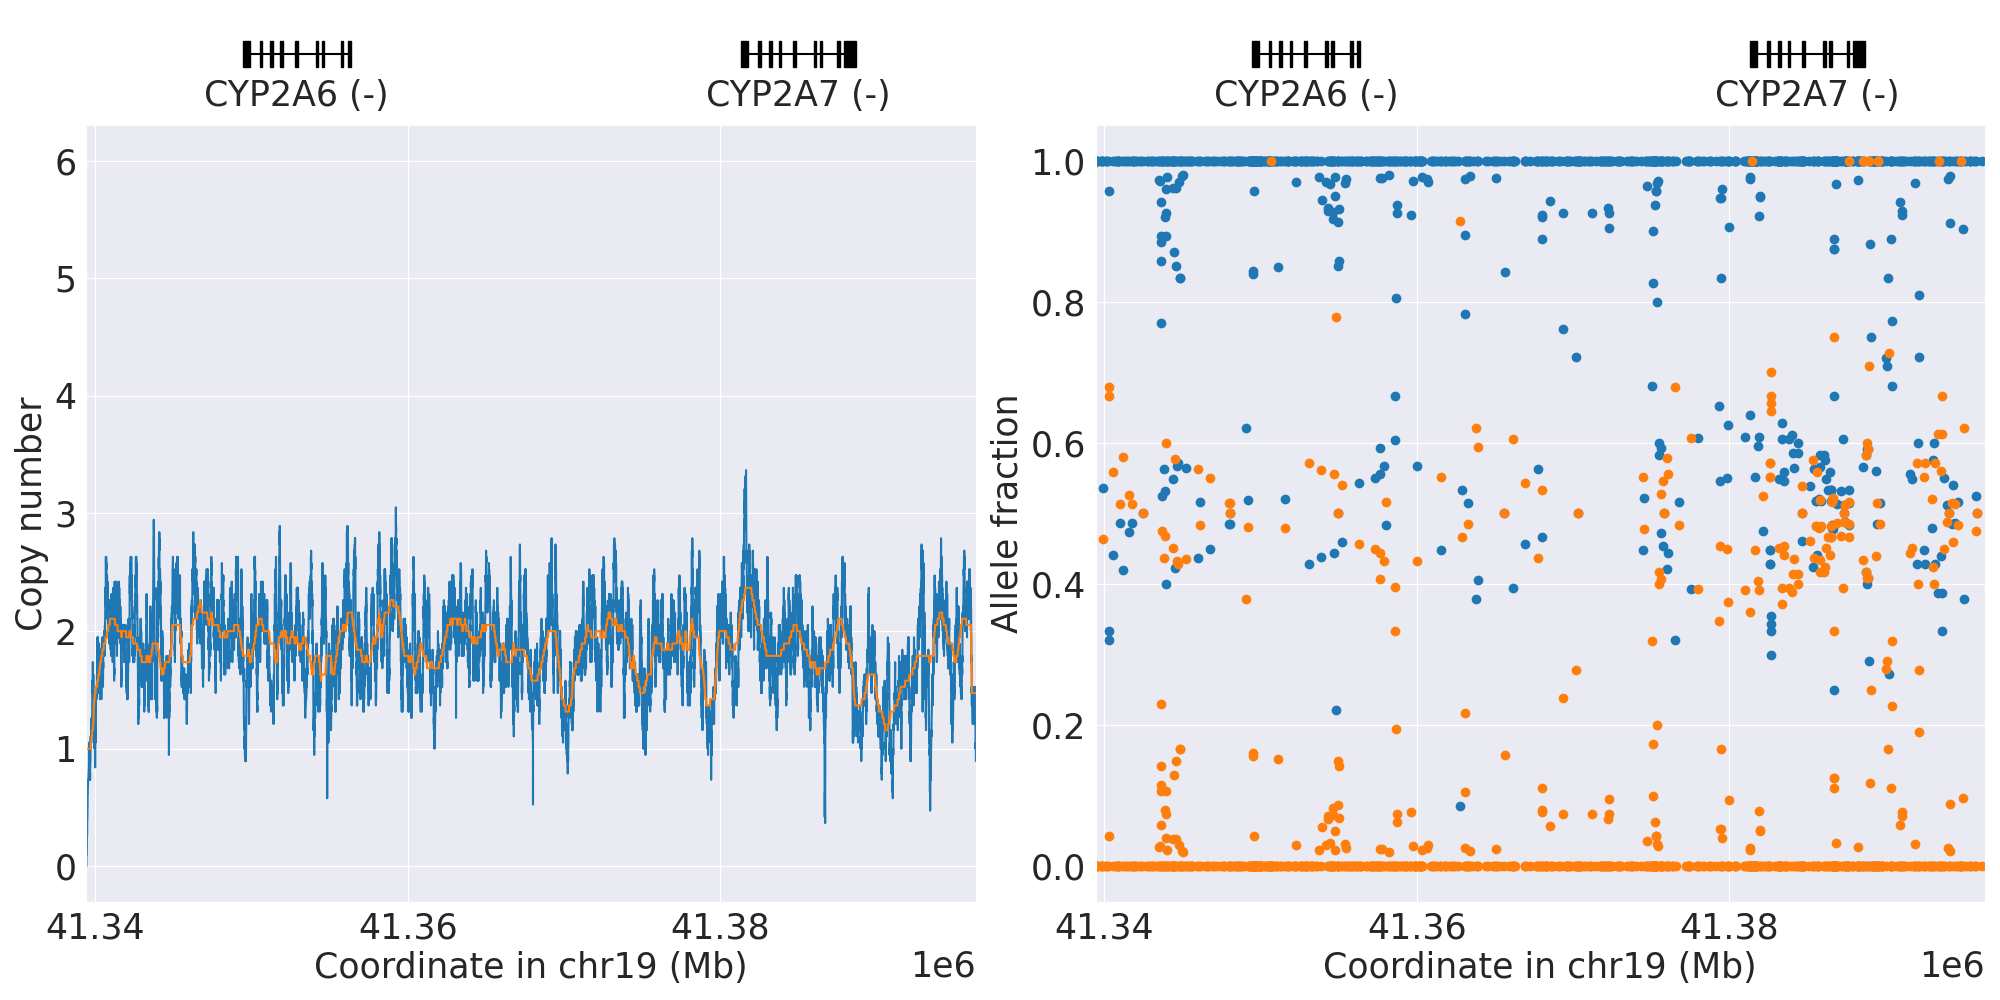 CYP2A6 (-) CYP2A7 (-)
Copy number
6
5
4
3
2
1
0
41.34 41.36 41.38
Coordinate in chr19 (Mb) 1e6
CYP2A6 (-) CYP2A7 (-)
Allele fraction
1.0
0.8
0.6
0.4
0.2
0.0
41.34 41.36 41.38
Coordinate in chr19 (Mb) 1e6